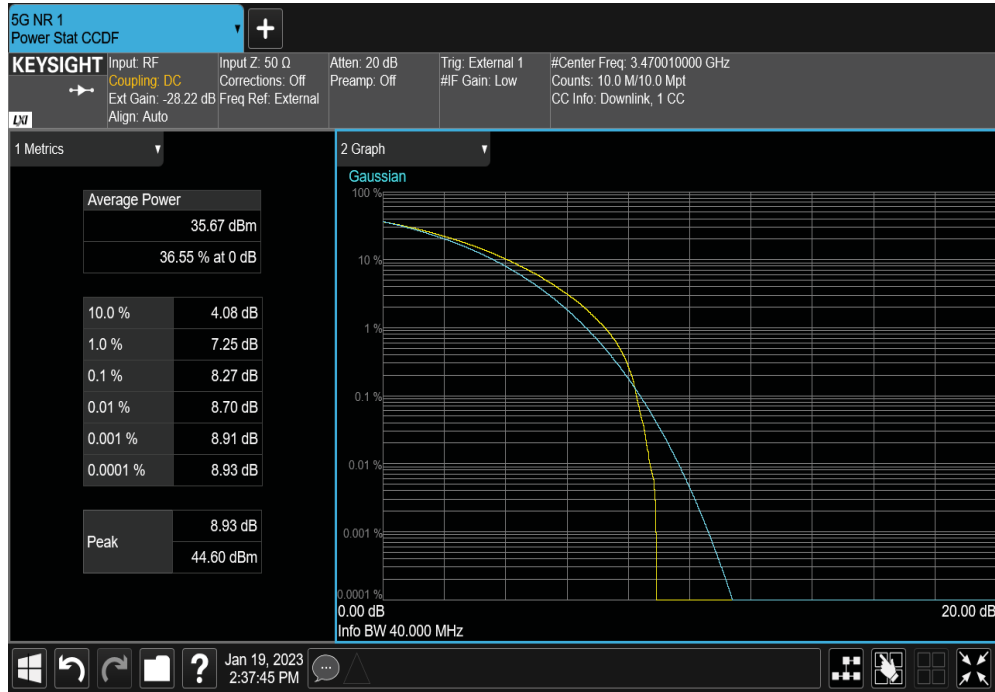 5G NR 1
Power Stat CCDF
+
KEYSIGHT
LXI
Input: RF
Coupling: DC
Ext Gain: -28.22 dB
Align: Auto
Input Z: 50 Ω
Corrections: Off
Freq Ref: External
Atten: 20 dB
Preamp: Off
Trig: External 1
#IF Gain: Low
#Center Freq: 3.470010000 GHz
Counts: 10.0 M/10.0 Mpt
CC Info: Downlink, 1 CC
1 Metrics
Average Power
35.67 dBm
36.55 % at 0 dB
10.0 % 4.08 dB
1.0 % 7.25 dB
0.1 % 8.27 dB
0.01 % 8.70 dB
0.001 % 8.91 dB
0.0001 % 8.93 dB
Peak
8.93 dB
44.60 dBm
2 Graph
Gaussian
100 %
10 %
1 %
0.1 %
0.01 %
0.001 %
0.0001 %
0.00 dB 20.00 dB
Info BW 40.000 MHz
?
Jan 19, 2023
2:37:45 PM